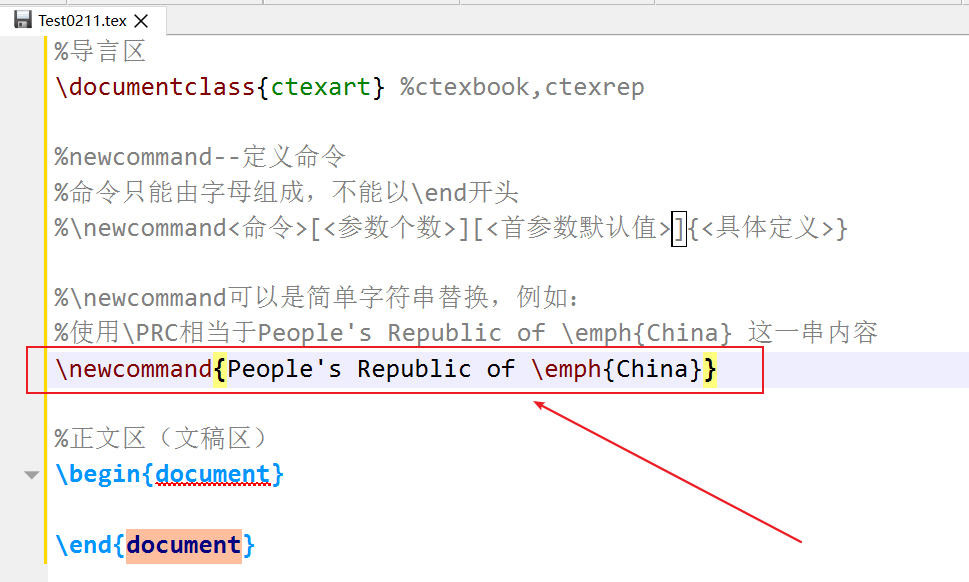 Test0211.tex
%导言区
\documentclass{ctexart} %ctexbook,ctexrep
%newcommand--定义命令
%命令只能由字母组成，不能以\end开头
%\newcommand<命令>[<参数个数>][<首参数默认值>]{<具体定义>}
%\newcommand可以是简单字符串替换，例如：
%使用\PRC相当于People's Republic of \emph{China} 这一串内容
\newcommand{People's Republic of \emph{China}}
%正文区（文稿区）
\begin{document}
\end{document}